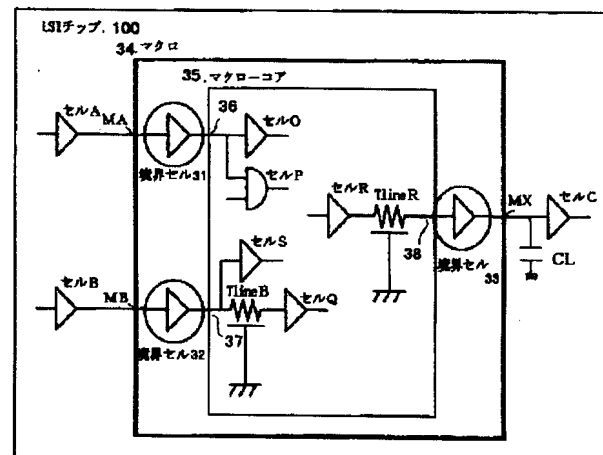 LSIチップ. 100
34.マクロ
35.マクローコア
セルA
MA
36
セルO
境界セル31
セルP
セルR
TlineR
MX
セルC
38
CL
境界セル
33
セルS
セルB
MB
TlineB
セルQ
37
境界セル32